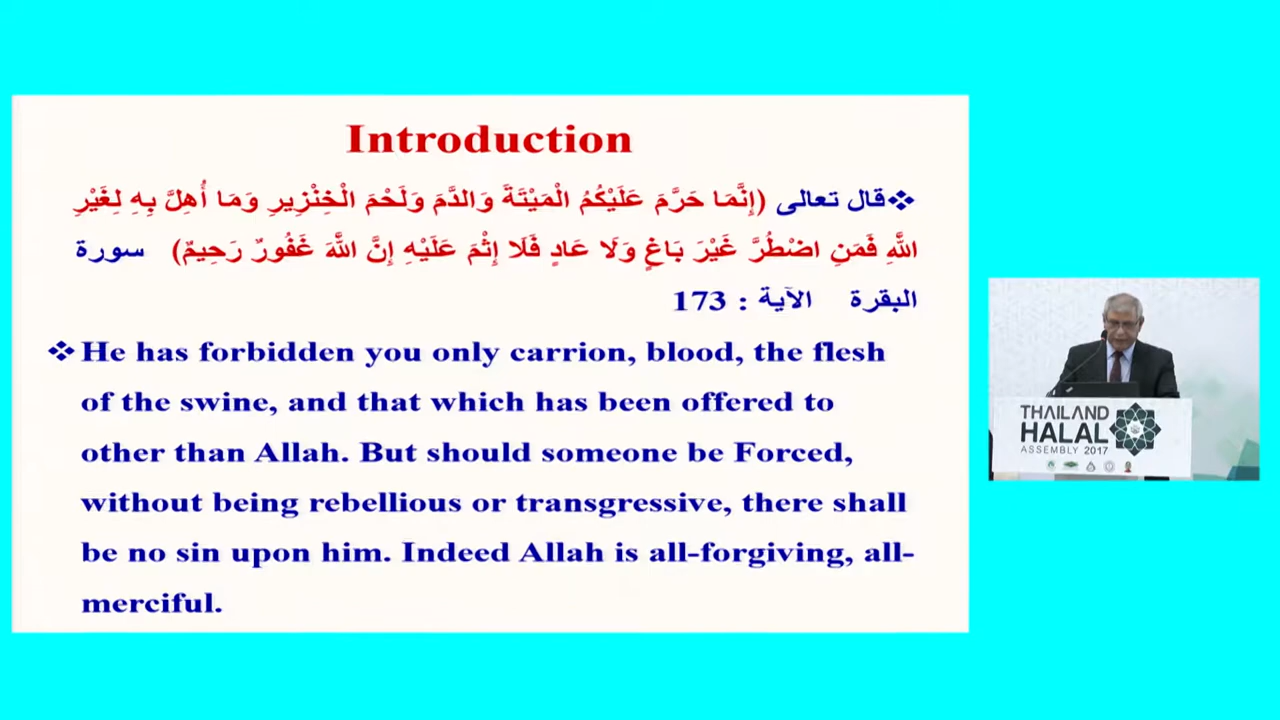 Introduction
❖قال تعالى (إِنَّمَا حَرَّمَ عَلَيْكُمُ الْمَيْتَةَ وَالدَّمَ وَلَحْمَ الْخِنْزِيرِ وَمَا أُهِلَّ بِهِ لِغَيْرِ
اللَّهِ فَمَنِ اضْطُرَّ غَيْرَ بَاغٍ وَلَا عَادٍ فَلَا إِثْمَ عَلَيْهِ إِنَّ اللَّهَ غَفُورٌ رَحِيمٌ) سورة
البقرة الآية : 173
❖ He has forbidden you only carrion, blood, the flesh
of the swine, and that which has been offered to
other than Allah. But should someone be Forced,
without being rebellious or transgressive, there shall
be no sin upon him. Indeed Allah is all-forgiving, all-
merciful.
THAILAND
HALAL
ASSEMBLY 2017